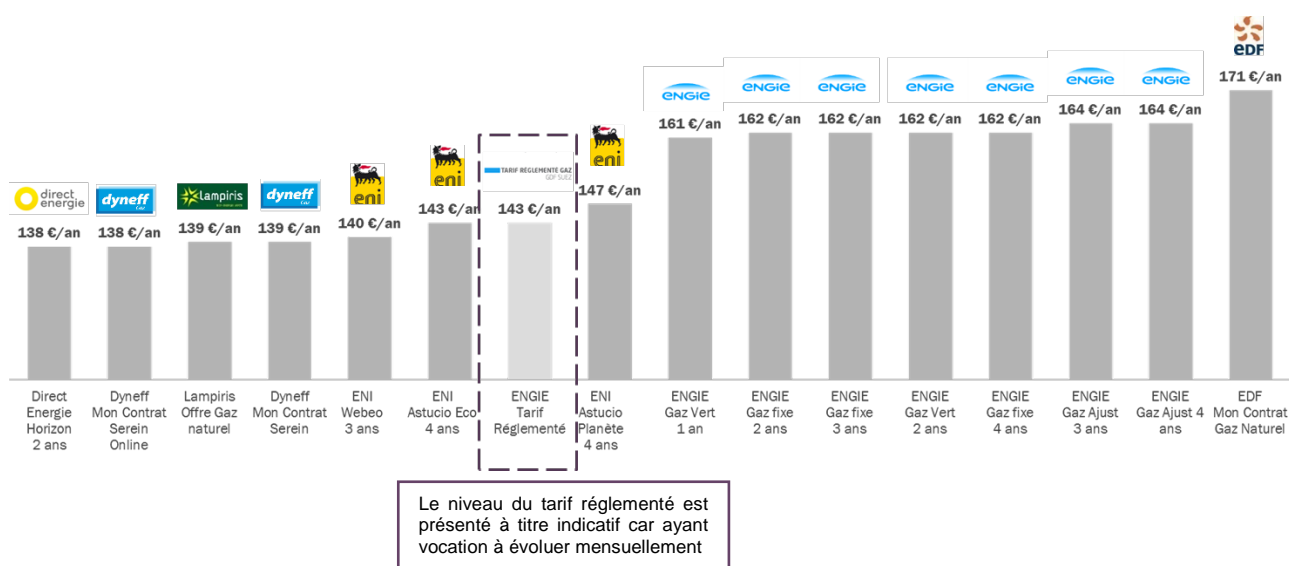 EDF
171 €/an
ENGIE
161 €/an
ENGIE
162 €/an
ENGIE
162 €/an
ENGIE
162 €/an
ENGIE
162 €/an
ENGIE
164 €/an
ENGIE
164 €/an
direct
energie
138 €/an
dyneff
Gaz
138 €/an
Lampiris
139 €/an
dyneff
Gaz
139 €/an
eni
140 €/an
eni
143 €/an
TARIF RÉGLEMENTÉ GAZ
GDF SUEZ
143 €/an
eni
147 €/an
Direct
Energie
Horizon
2 ans
Dyneff
Mon Contrat
Serein
Online
Lampiris
Offre Gaz
naturel
Dyneff
Mon Contrat
Serein
ENI
Webeo
3 ans
ENI
Astucio Eco
4 ans
ENGIE
Tarif
Réglementé
ENI
Astucio
Planète
4 ans
ENGIE
Gaz Vert
1 an
ENGIE
Gaz fixe
2 ans
ENGIE
Gaz fixe
3 ans
ENGIE
Gaz Vert
2 ans
ENGIE
Gaz fixe
4 ans
ENGIE
Gaz Ajust
3 ans
ENGIE
Gaz Ajust 4
ans
EDF
Mon Contrat
Gaz Naturel
Le niveau du tarif réglementé est
présenté à titre indicatif car ayant
vocation à évoluer mensuellement